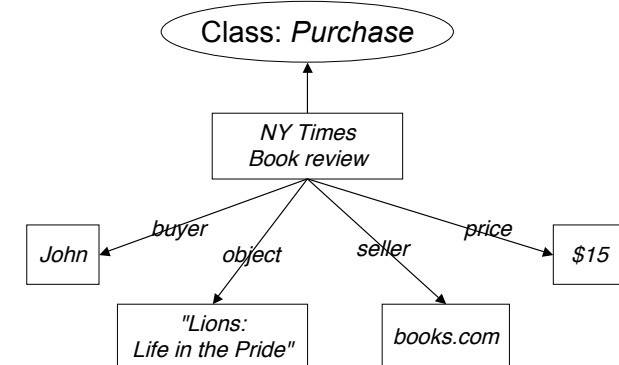 Class: Purchase
NY Times
Book review
buyer
object
seller
price
John
$15
"Lions:
Life in the Pride"
books.com